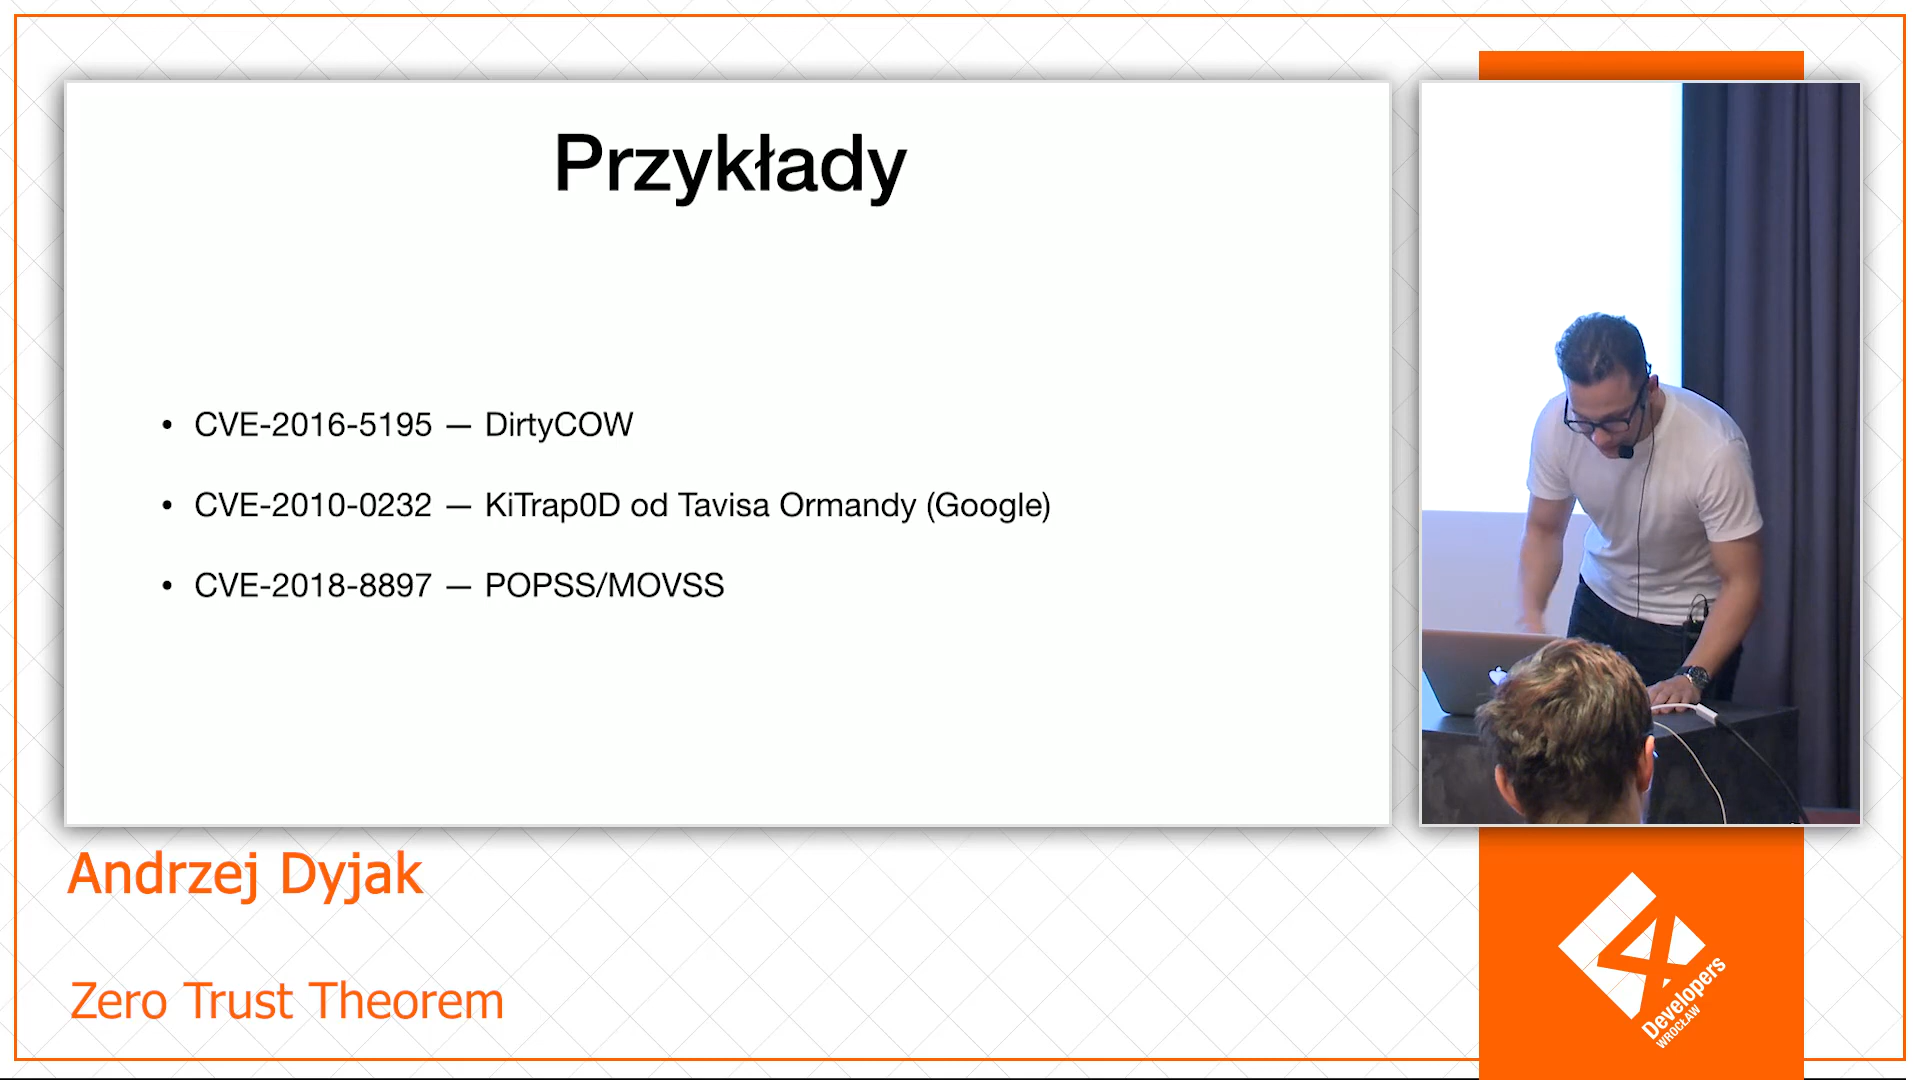 Przykłady
• CVE-2016-5195 — DirtyCOW
• CVE-2010-0232 — KiTrap0D od Tavisa Ormandy (Google)
• CVE-2018-8897 — POPSS/MOVSS
Andrzej Dyjak
Zero Trust Theorem
4
Developers
WROCŁAW